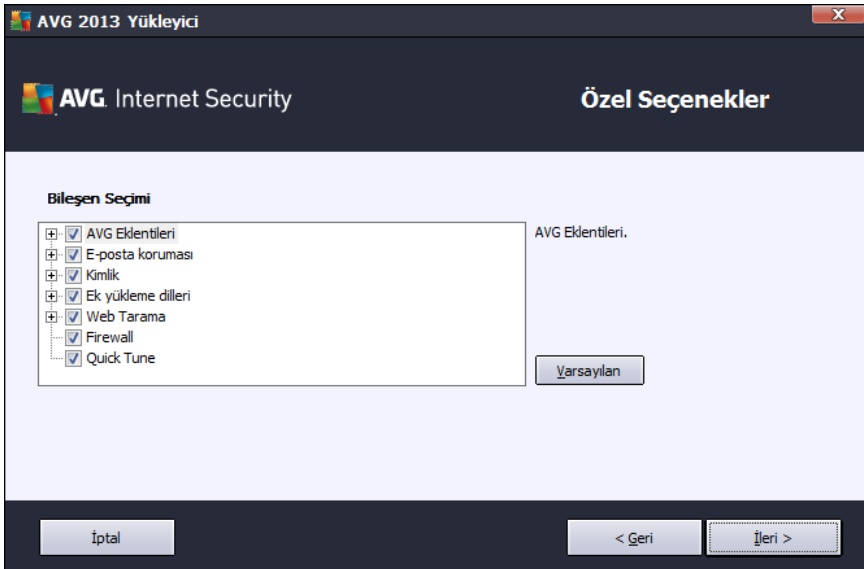 AVG 2013 Yükleyici
AVG. Internet Security
Özel Seçenekler
Bileşen Seçimi
AVG Eklentileri
E-posta koruması
Kimlik
Ek yükleme dilleri
Web Tarama
Firewall
Quick Tune
AVG Eklentileri.
Varsayılan
İptal
< Geri
İleri >